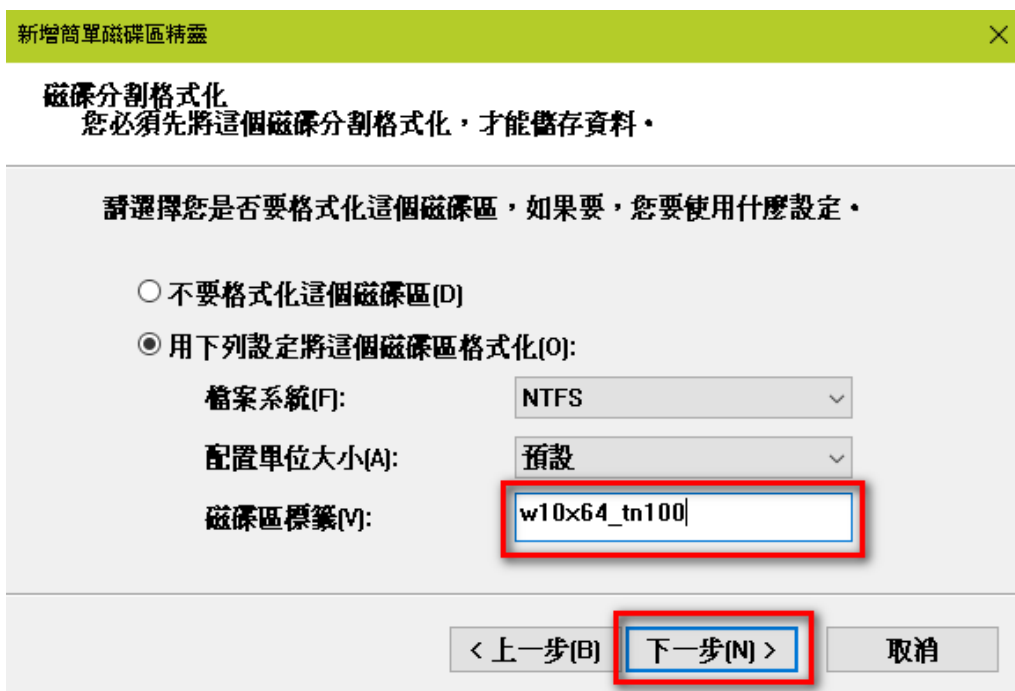 新增簡單磁碟區精靈
磁碟分割格式化
您必須先將這個磁碟分割格式化，才能儲存資料。
請選擇您是否要格式化這個磁碟區，如果要，您要使用什麼設定。
不要格式化這個磁碟區(D)
用下列設定將這個磁碟區格式化(O):
檔案系統(F): NTFS
配置單位大小(A): 預設
磁碟區標籤(V): w10x64_tn100
< 上一步(B) 下一步(N) > 取消